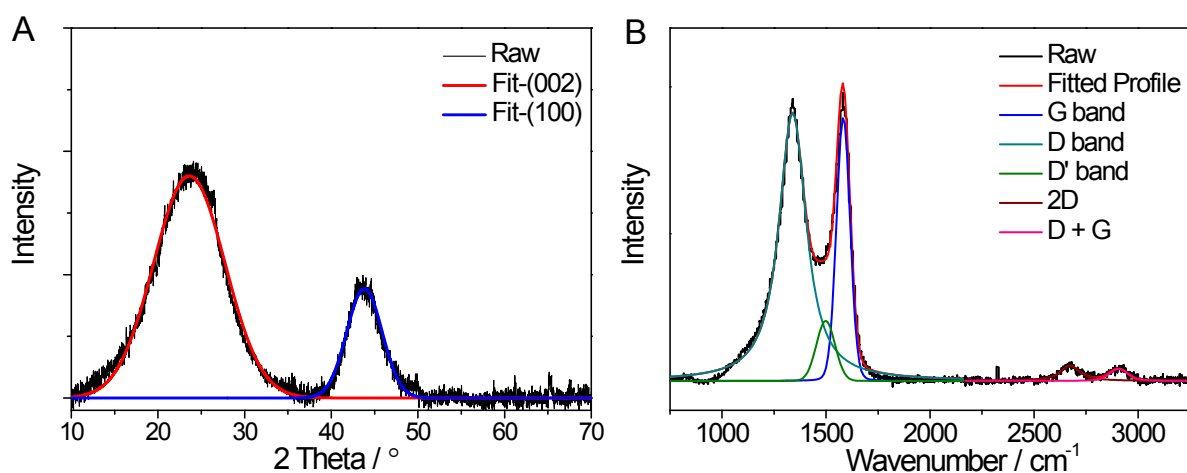 A
Raw
Fit-(002)
Fit-(100)
Intensity
10 20 30 40 50 60 70
2 Theta / °
B
Raw
Fitted Profile
G band
D band
D' band
2D
D + G
Intensity
1000 1500 2000 2500 3000
Wavenumber / cm⁻¹